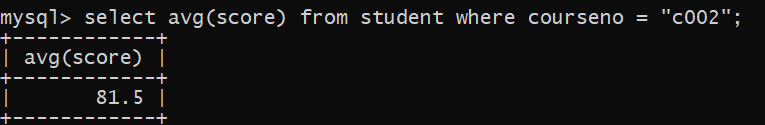 mysql> select avg(score) from student where courseno = "c002";
+------------+
| avg(score) |
+------------+
|       81.5 |
+------------+